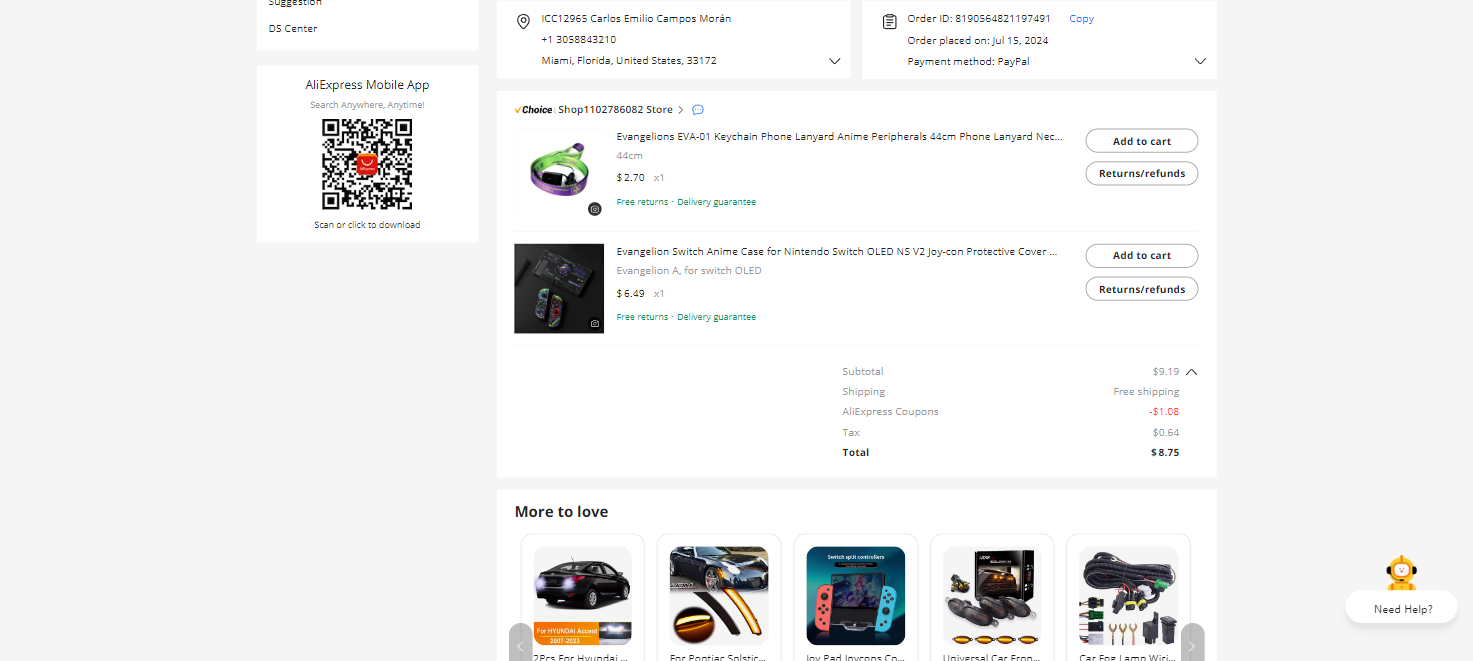 Suggestion
DS Center
AliExpress Mobile App
Search Anywhere, Anytime!
Scan or click to download
ICC12965 Carlos Emilio Campos Morán
+1 3058843210
Miami, Florida, United States, 33172
Order ID: 8190564821197491 Copy
Order placed on: Jul 15, 2024
Payment method: PayPal
Choice Shop1102786082 Store
Evangelions EVA-01 Keychain Phone Lanyard Anime Peripherals 44cm Phone Lanyard Nec...
44cm
$2.70 x1
Free returns · Delivery guarantee
Add to cart
Returns/refunds
Evangelion Switch Anime Case for Nintendo Switch OLED NS V2 Joy-con Protective Cover ...
Evangelion A, for switch OLED
$6.49 x1
Free returns · Delivery guarantee
Add to cart
Returns/refunds
Subtotal $9.19
Shipping Free shipping
AliExpress Coupons -$1.08
Tax $0.64
Total $8.75
More to love
For HYUNDAI Accent
2007-2023
Switch split controllers
2Pcs For Hyundai ...
For Pontiac Solstic...
Joy Pad Joycons Co...
Universal Car Fron...
Car Fog Lamp Wiri...
Need Help?